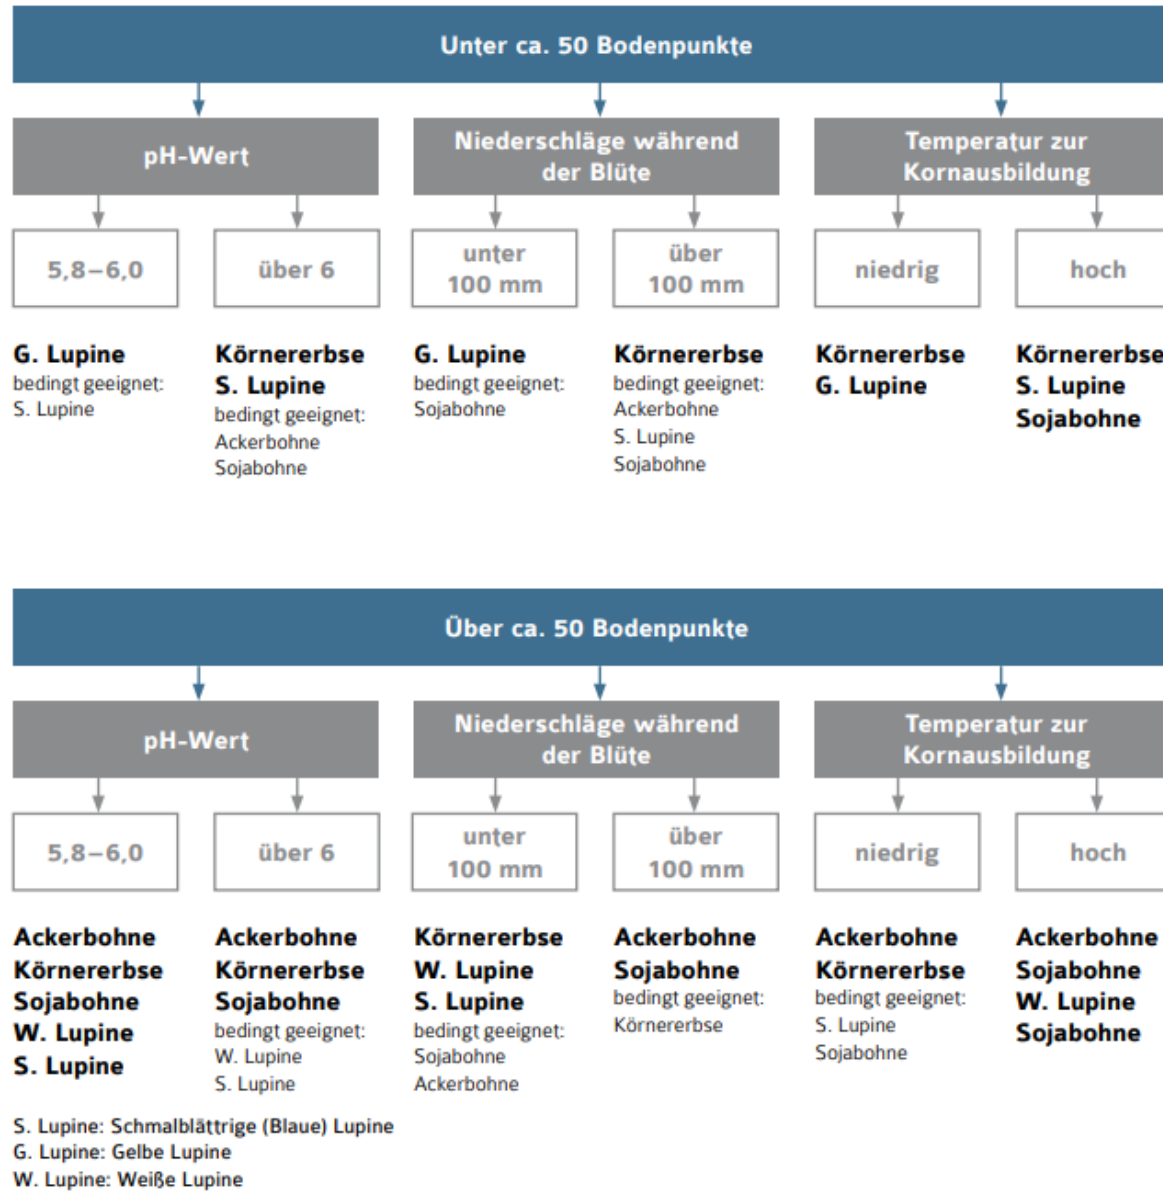 Unter ca. 50 Bodenpunkte
pH-Wert
5,8–6,0
G. Lupine
bedingt geeignet:
S. Lupine
über 6
Körnererbse
S. Lupine
bedingt geeignet:
Ackerbohne
Sojabohne
Niederschläge während
der Blüte
unter
100 mm
G. Lupine
bedingt geeignet:
Sojabohne
über
100 mm
Körnererbse
bedingt geeignet:
Ackerbohne
S. Lupine
Sojabohne
Temperatur zur
Kornausbildung
niedrig
Körnererbse
G. Lupine
hoch
Körnererbse
S. Lupine
Sojabohne
Über ca. 50 Bodenpunkte
pH-Wert
5,8–6,0
Ackerbohne
Körnererbse
Sojabohne
W. Lupine
S. Lupine
über 6
Ackerbohne
Körnererbse
Sojabohne
bedingt geeignet:
W. Lupine
S. Lupine
Niederschläge während
der Blüte
unter
100 mm
Körnererbse
W. Lupine
S. Lupine
bedingt geeignet:
Sojabohne
Ackerbohne
über
100 mm
Ackerbohne
Sojabohne
bedingt geeignet:
Körnererbse
Temperatur zur
Kornausbildung
niedrig
Ackerbohne
Körnererbse
bedingt geeignet:
S. Lupine
Sojabohne
hoch
Ackerbohne
Sojabohne
W. Lupine
Sojabohne
S. Lupine: Schmalblättrige (Blaue) Lupine
G. Lupine: Gelbe Lupine
W. Lupine: Weiße Lupine